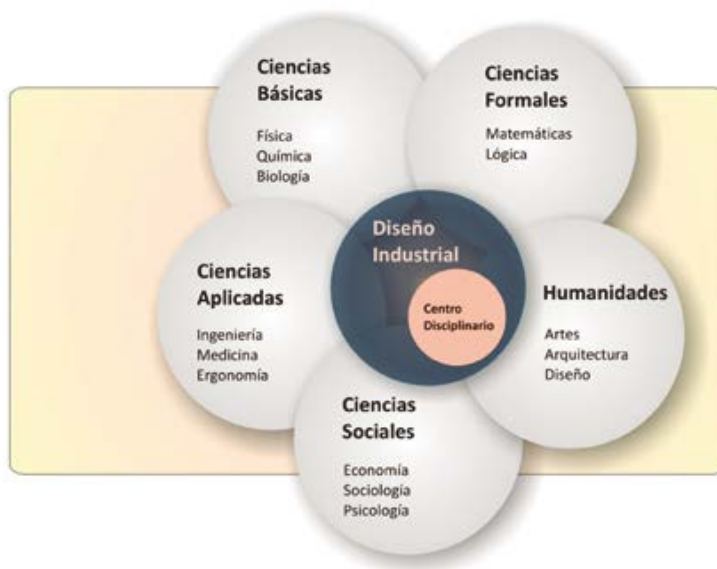 Ciencias
Básicas
Física
Química
Biología
Ciencias
Formales
Matemáticas
Lógica
Diseño
Industrial
Centro
Disciplinario
Ciencias
Aplicadas
Ingeniería
Medicina
Ergonomía
Humanidades
Artes
Arquitectura
Diseño
Ciencias
Sociales
Economía
Sociología
Psicología